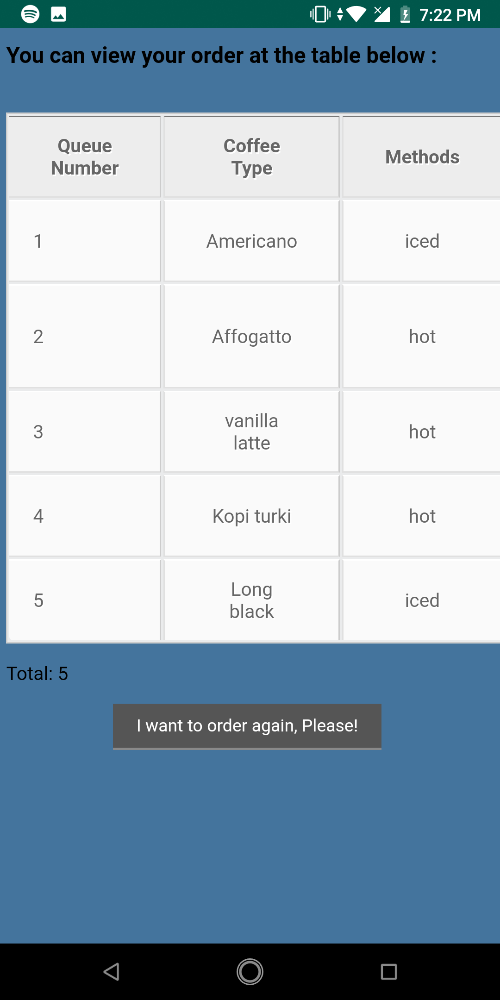 7:22 PM
You can view your order at the table below :
Queue Number Coffee Type Methods
1 Americano iced
2 Affogatto hot
3 vanilla latte hot
4 Kopi turki hot
5 Long black iced
Total: 5
I want to order again, Please!